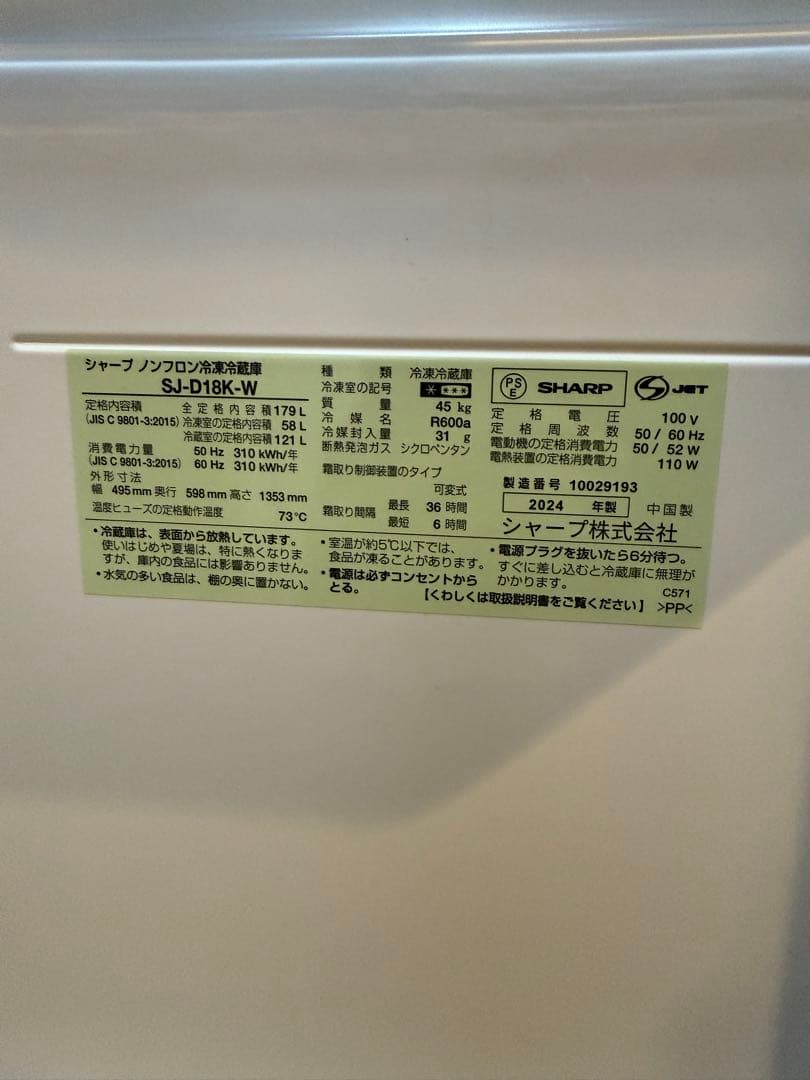 シャープ ノンフロン冷凍冷蔵庫
SJ-D18K-W
定格内容積 全定格内容積 179 L
(JIS C 9801-3:2015) 冷凍室の定格内容積 58 L
冷蔵室の定格内容積 121 L
消費電力量 50 Hz 310 kWh/年
(JIS C 9801-3:2015) 60 Hz 310 kWh/年
外形寸法
幅 495mm 奥行 598mm 高さ 1353mm
温度ヒューズの定格動作温度 73℃
種類 冷凍冷蔵庫
冷凍室の記号 * ***
質量 45 kg
冷媒名 R600a
冷媒封入量 31 g
断熱発泡ガス シクロペンタン
霜取り制御装置のタイプ
可変式
霜取り間隔 最長 36 時間
最短 6 時間
PSE SHARP JET
定格電圧 100 V
定格周波数 50 / 60 Hz
電動機の定格消費電力 50 / 52 W
電熱装置の定格消費電力 110 W
製造番号 10029193
2024 年製 中国製
シャープ株式会社
・冷蔵庫は、表面から放熱しています。
使いはじめや夏場は、特に熱くなりま
すが、庫内の食品には影響ありません。
・水気の多い食品は、棚の奥に置かない。
・室温が約5℃以下では、
食品が凍ることがあります。
・電源は必ずコンセントから
とる。
・電源プラグを抜いたら6分待つ。
すぐに差し込むと冷蔵庫に無理が
かかります。
C571
【くわしくは取扱説明書をご覧ください】 >PP<